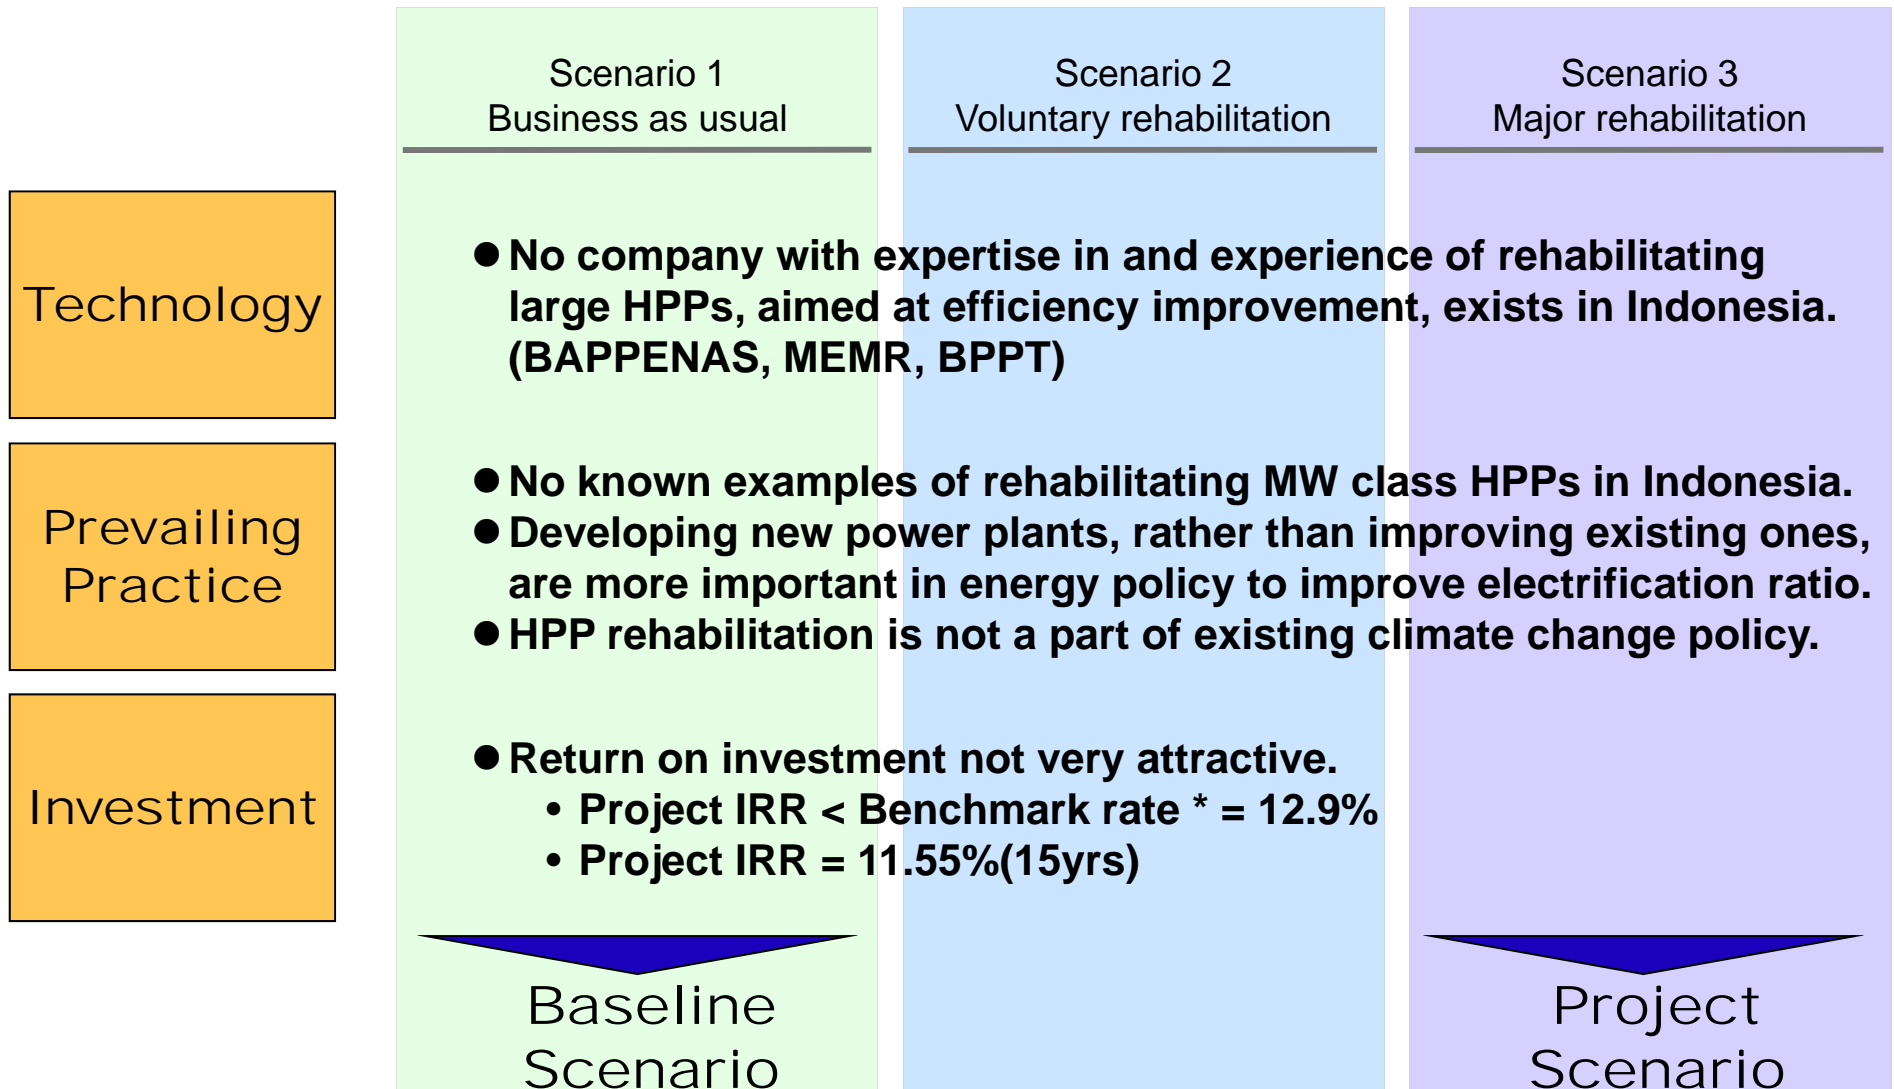 Scenario 1
Business as usual
Scenario 2
Voluntary rehabilitation
Scenario 3
Major rehabilitation
Technology
● No company with expertise in and experience of rehabilitating
large HPPs, aimed at efficiency improvement, exists in Indonesia.
(BAPPENAS, MEMR, BPPT)
Prevailing
Practice
● No known examples of rehabilitating MW class HPPs in Indonesia.
● Developing new power plants, rather than improving existing ones,
are more important in energy policy to improve electrification ratio.
● HPP rehabilitation is not a part of existing climate change policy.
Investment
● Return on investment not very attractive.
• Project IRR < Benchmark rate * = 12.9%
• Project IRR = 11.55%(15yrs)
Baseline
Scenario
Project
Scenario